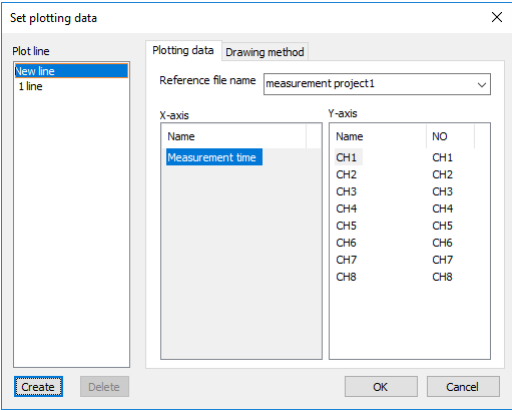 Set plotting data
Plot line
New line
1 line
Plotting data
Drawing method
Reference file name
measurement project1
X-axis
Name
Measurement time
Y-axis
Name NO
CH1 CH1
CH2 CH2
CH3 CH3
CH4 CH4
CH5 CH5
CH6 CH6
CH7 CH7
CH8 CH8
Create
Delete
OK
Cancel